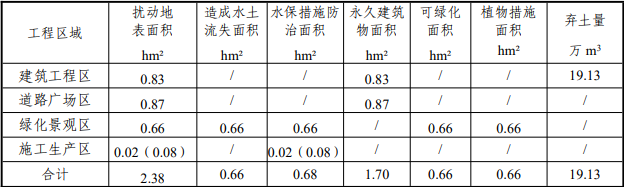 工程区域 扰动地表面积 hm² 造成水土流失面积 hm² 水保措施防治面积 hm² 永久建筑物面积 hm² 可绿化面积 hm² 植物措施面积 hm² 弃土量 万 m³
建筑工程区 0.83 / / 0.83 / / 19.13
道路广场区 0.87 / / 0.87 / / /
绿化景观区 0.66 0.66 0.66 / 0.66 0.66 /
施工生产区 0.02（0.08） / 0.02（0.08） / / / /
合计 2.38 0.66 0.68 1.70 0.66 0.66 19.13